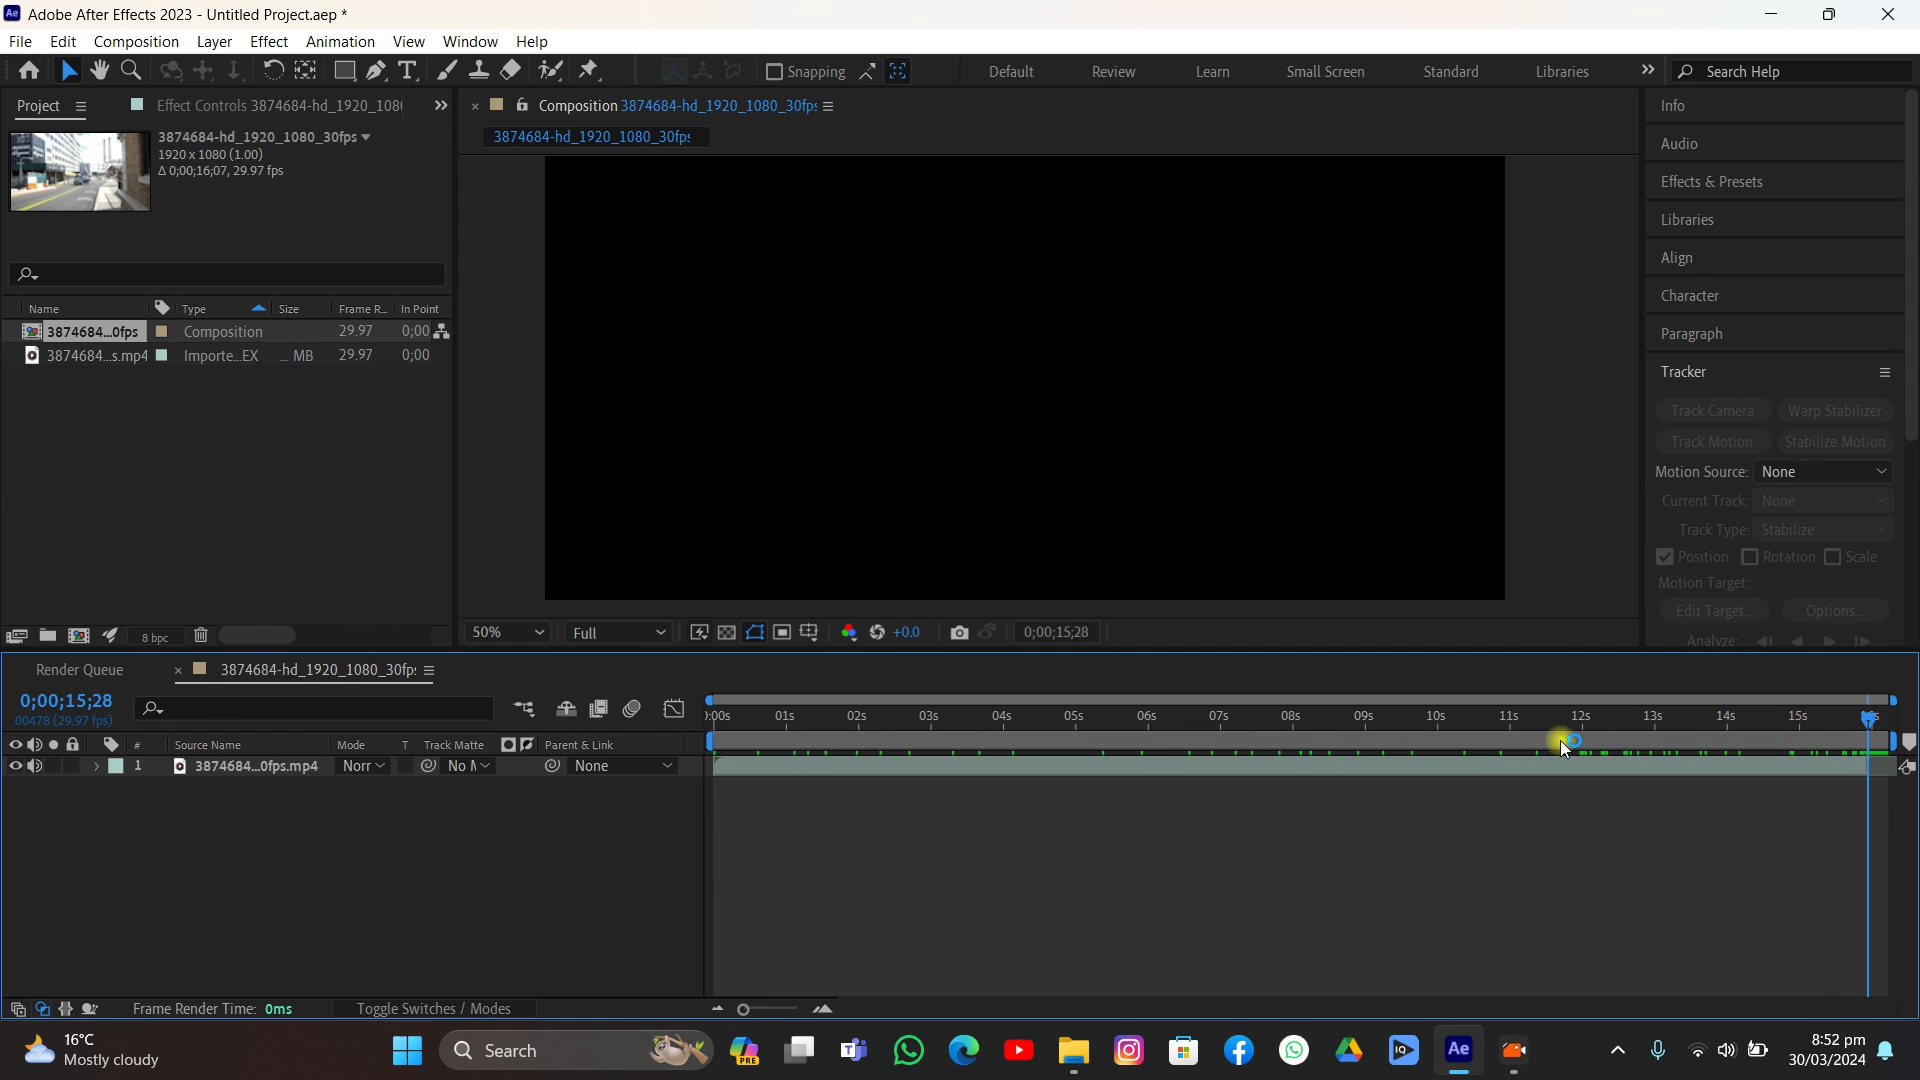 Adobe After Effects 2023 - Untitled Project.aep *
File Edit Composition Layer Effect Animation View Window Help
Snapping Default Review Learn Small Screen Standard Libraries Search Help
Project Effect Controls 3874684-hd_1920_108
Composition 3874684-hd_1920_1080_30fps
3874684-hd_1920_1080_30fps
3874684-hd_1920_1080_30fps
1920 x 1080 (1.00)
Δ 0;00;16;07, 29.97 fps
Name Type Size Frame R... In Point
3874684...0fps Composition 29.97 0;00
3874684...s.mp4 Importe...EX ... MB 29.97 0;00
8 bpc
50% Full +0.0 0;00;15;28
Info
Audio
Effects & Presets
Libraries
Align
Character
Paragraph
Tracker
Track Camera Warp Stabilizer
Track Motion Stabilize Motion
Motion Source: None
Current Track: None
Track Type: Stabilize
Position Rotation Scale
Motion Target:
Edit Target... Options...
Analyze:
Render Queue 3874684-hd_1920_1080_30fps
0;00;15;28
00478 (29.97 fps)
):00s 01s 02s 03s 04s 05s 06s 07s 08s 09s 10s 11s 12s 13s 14s 15s
# Source Name Mode T Track Matte Parent & Link
1 3874684...0fps.mp4 Norr None
Frame Render Time: 0ms Toggle Switches / Modes
16°C
Mostly cloudy
Search
PRE
IQ
Ae
8:52 pm
30/03/2024